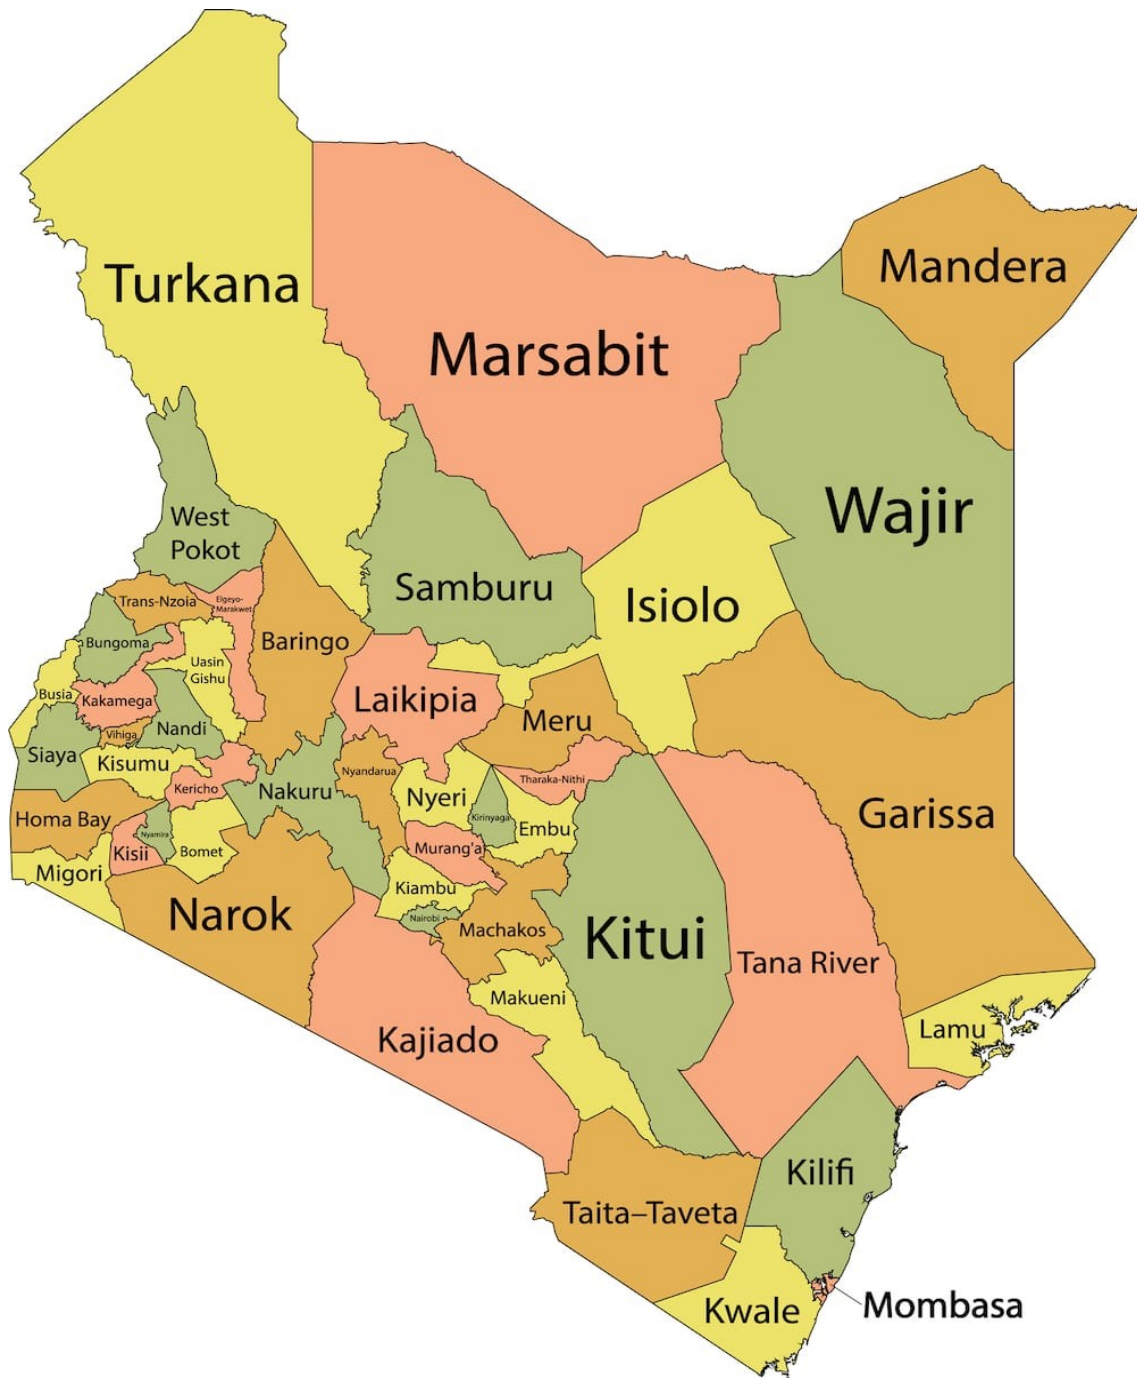 Turkana
Marsabit
Mandera
Wajir
West
Pokot
Samburu
Isiolo
Trans-Nzoia
Elgeyo-
Marakwet
Bungoma
Baringo
Uasin
Gishu
Busia
Kakamega
Laikipia
Nandi
Vihiga
Meru
Siaya
Kisumu
Nyandarua
Tharaka-Nithi
Kericho
Nakuru
Nyeri
Garissa
Homa Bay
Kirinyaga
Embu
Nyamira
Kisii
Bomet
Murang'a
Migori
Kiambu
Narok
Nairobi
Machakos
Kitui
Tana River
Makueni
Lamu
Kajiado
Kilifi
Taita–Taveta
Kwale
Mombasa